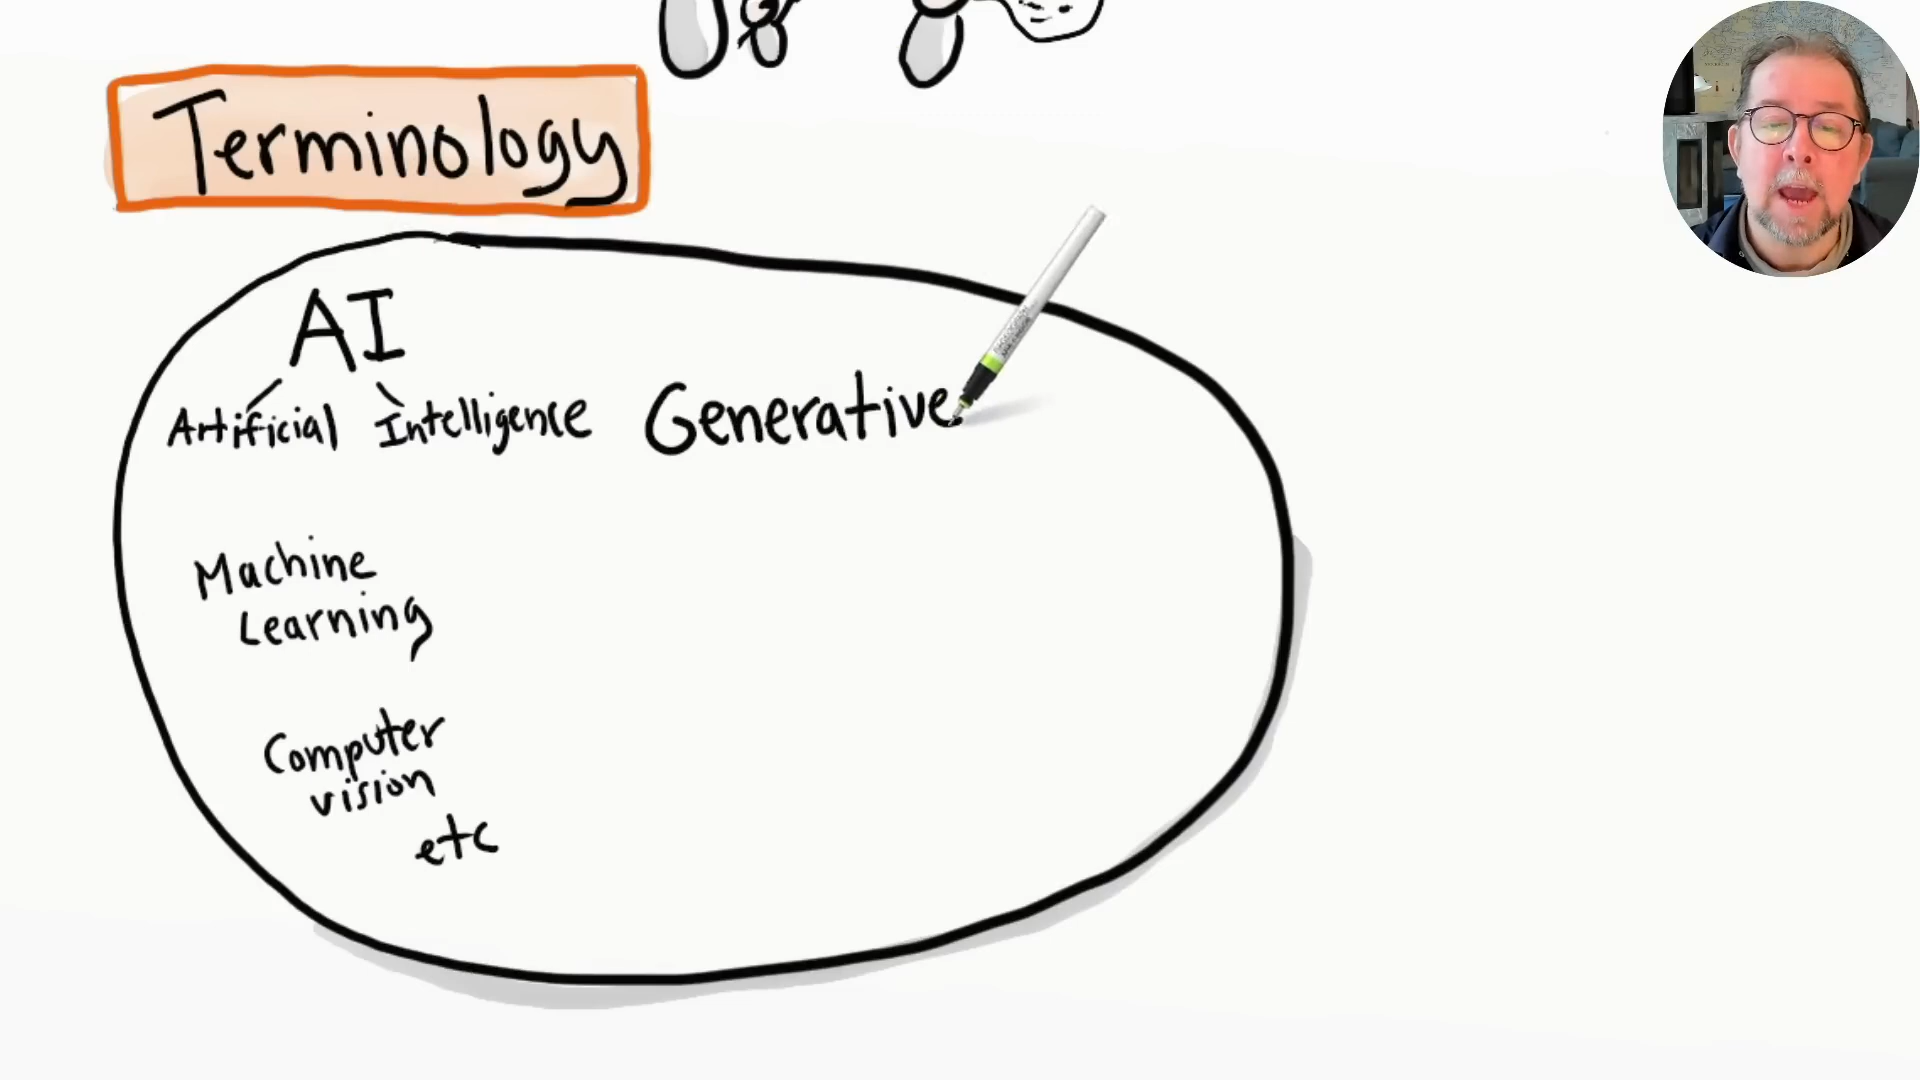 Terminology
AI
Artificial Intelligence Generative
Machine
Learning
Computer
vision
etc